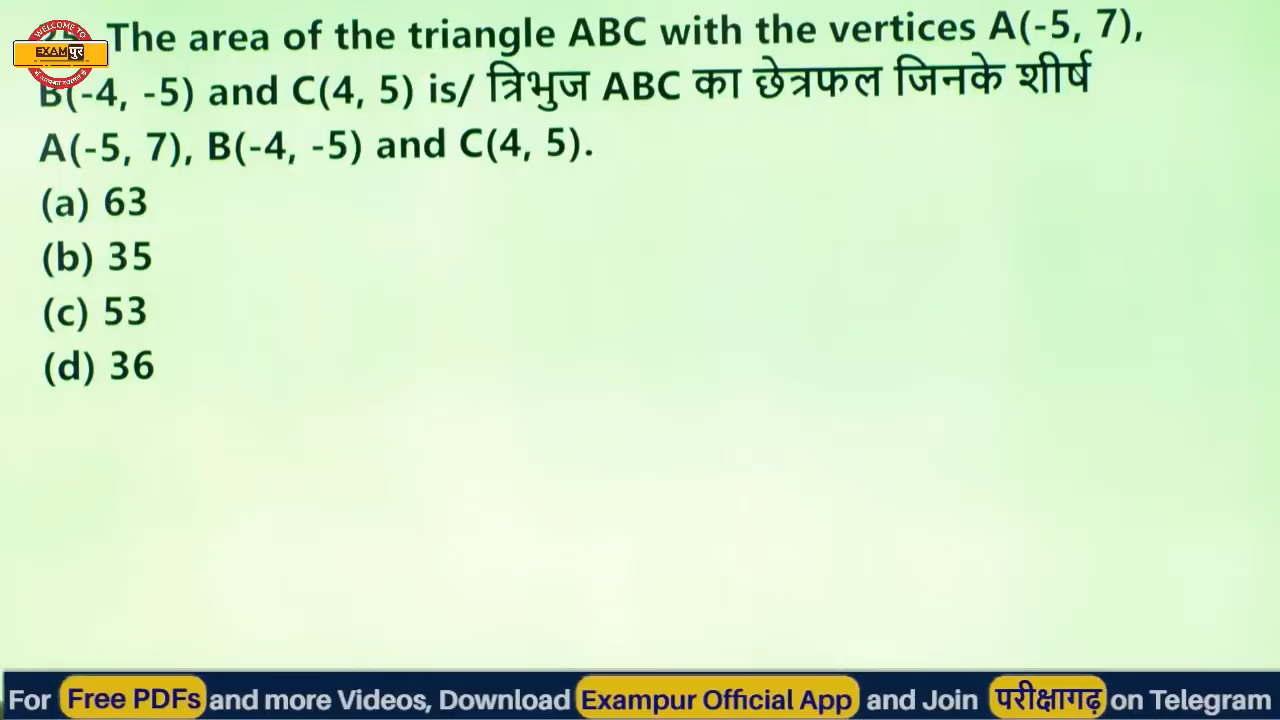 WELCOME TO
EXAMपुर
The area of the triangle ABC with the vertices A(-5, 7),
B(-4, -5) and C(4, 5) is/ त्रिभुज ABC का छेत्रफल जिनके शीर्ष
A(-5, 7), B(-4, -5) and C(4, 5).
(a) 63
(b) 35
(c) 53
(d) 36
For Free PDFs and more Videos, Download Exampur Official App and Join परीक्षागढ़ on Telegram